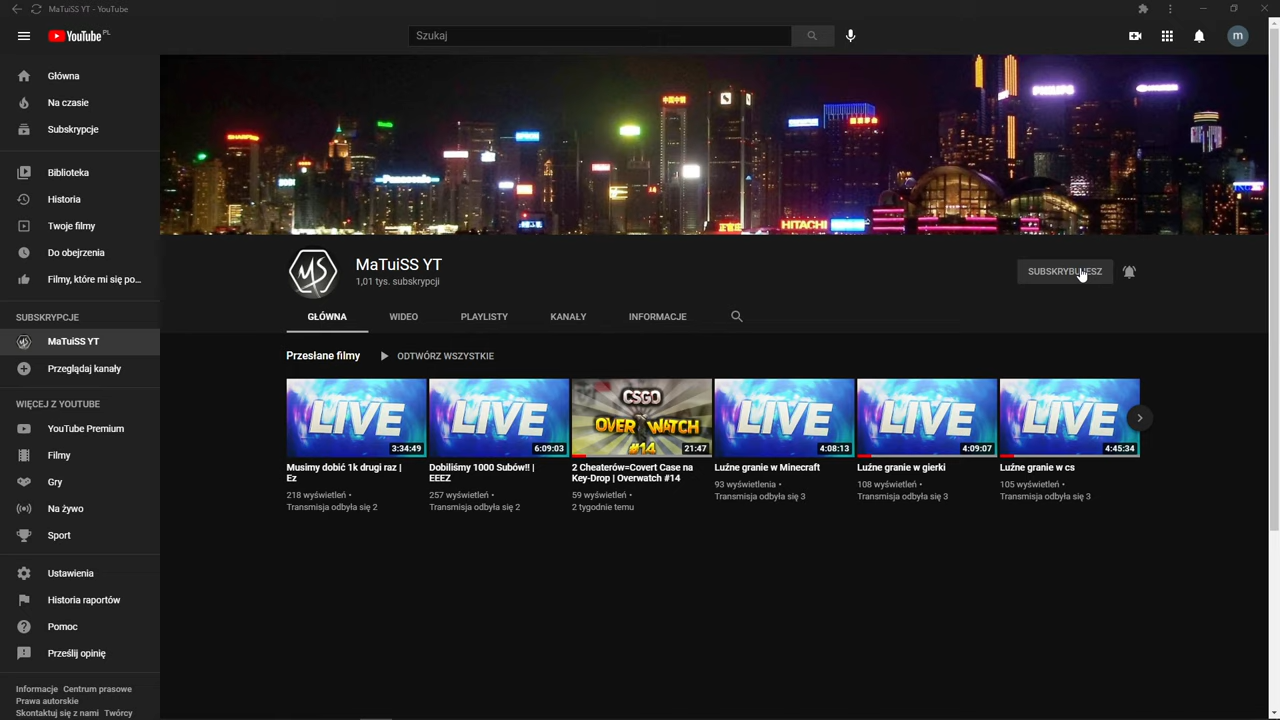 MaTuiSS YT - YouTube
YouTube PL
Szukaj
m
Główna
Na czasie
Subskrypcje
Biblioteka
Historia
Twoje filmy
Do obejrzenia
Filmy, które mi się po...
SUBSKRYPCJE
MaTuiSS YT
Przeglądaj kanały
WIĘCEJ Z YOUTUBE
YouTube Premium
Filmy
Gry
Na żywo
Sport
Ustawienia
Historia raportów
Pomoc
Prześlij opinię
Informacje Centrum prasowe
Prawa autorskie
Skontaktuj się z nami Twórcy
SHARP
Panasonic
HITACHI
PHILIPS
ING
MS
MaTuiSS YT
1,01 tys. subskrypcji
SUBSKRYBUJESZ
GŁÓWNA WIDEO PLAYLISTY KANAŁY INFORMACJE
Przesłane filmy ODTWÓRZ WSZYSTKIE
LIVE
3:34:49
Musimy dobić 1k drugi raz |
Ez
218 wyświetleń •
Transmisja odbyła się 2
LIVE
6:09:03
Dobiliśmy 1000 Subów!! |
EEEZ
257 wyświetleń •
Transmisja odbyła się 2
CSGO
OVERWATCH
#14
21:47
2 Cheaterów=Covert Case na
Key-Drop | Overwatch #14
59 wyświetleń •
2 tygodnie temu
LIVE
4:08:13
Luźne granie w Minecraft
93 wyświetlenia •
Transmisja odbyła się 3
LIVE
4:09:07
Luźne granie w gierki
108 wyświetleń •
Transmisja odbyła się 3
LIVE
4:45:34
Luźne granie w cs
105 wyświetleń •
Transmisja odbyła się 3